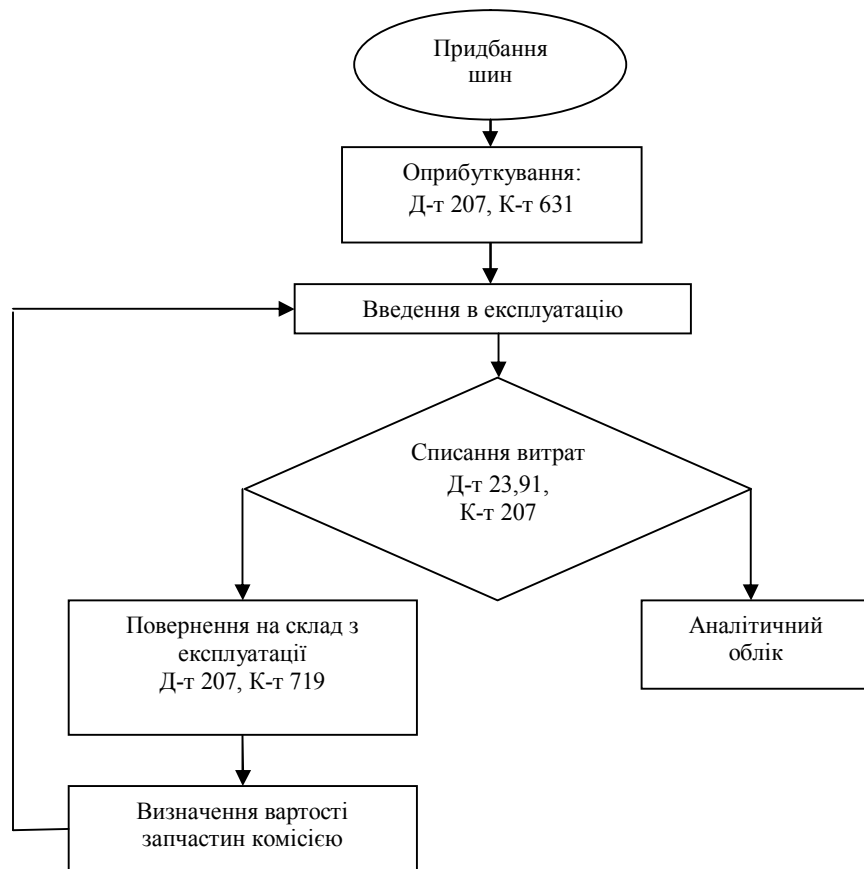 Придбання
шин
Оприбуткування:
Д-т 207, К-т 631
Введення в експлуатацію
Списання витрат
Д-т 23,91,
К-т 207
Повернення на склад з
експлуатації
Д-т 207, К-т 719
Аналітичний
облік
Визначення вартості
запчастин комісією